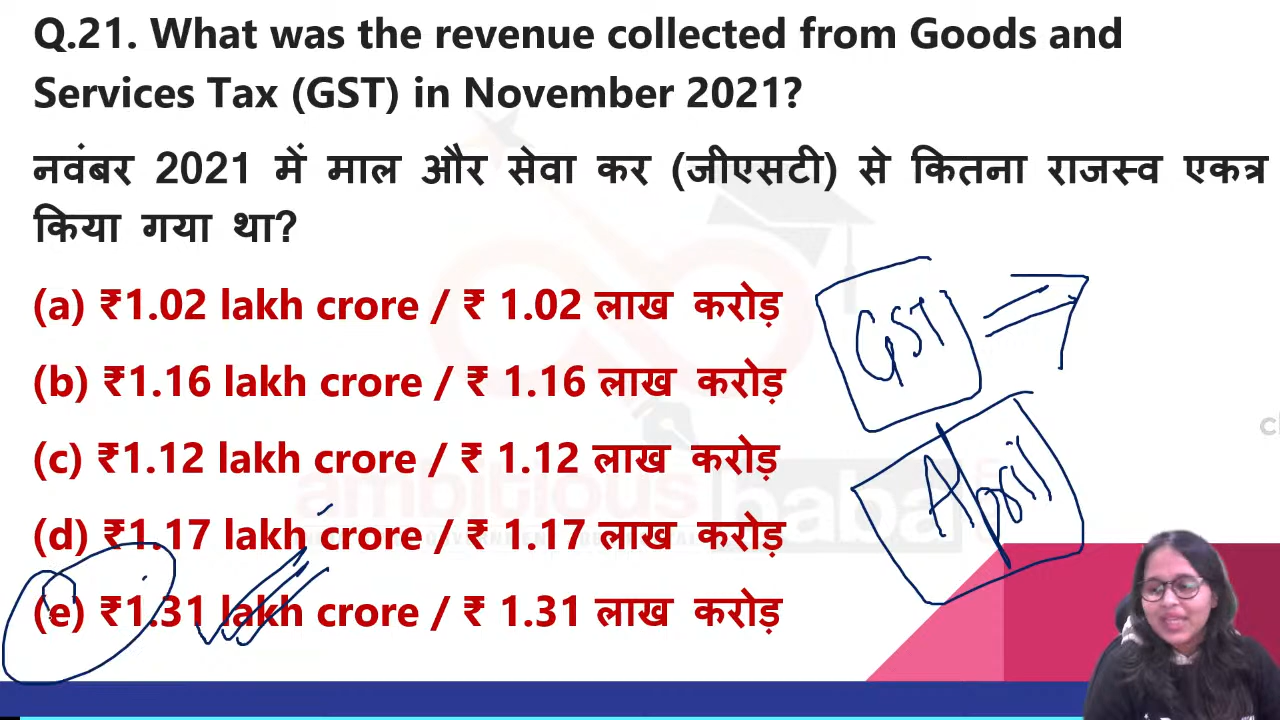 Q.21. What was the revenue collected from Goods and
Services Tax (GST) in November 2021?
नवंबर 2021 में माल और सेवा कर (जीएसटी) से कितना राजस्व एकत्र
किया गया था?
(a) ₹1.02 lakh crore / ₹ 1.02 लाख करोड़
(b) ₹1.16 lakh crore / ₹ 1.16 लाख करोड़
(c) ₹1.12 lakh crore / ₹ 1.12 लाख करोड़
(d) ₹1.17 lakh crore / ₹ 1.17 लाख करोड़
(e) ₹1.31 lakh crore / ₹ 1.31 लाख करोड़
GST
April
ambitious baba